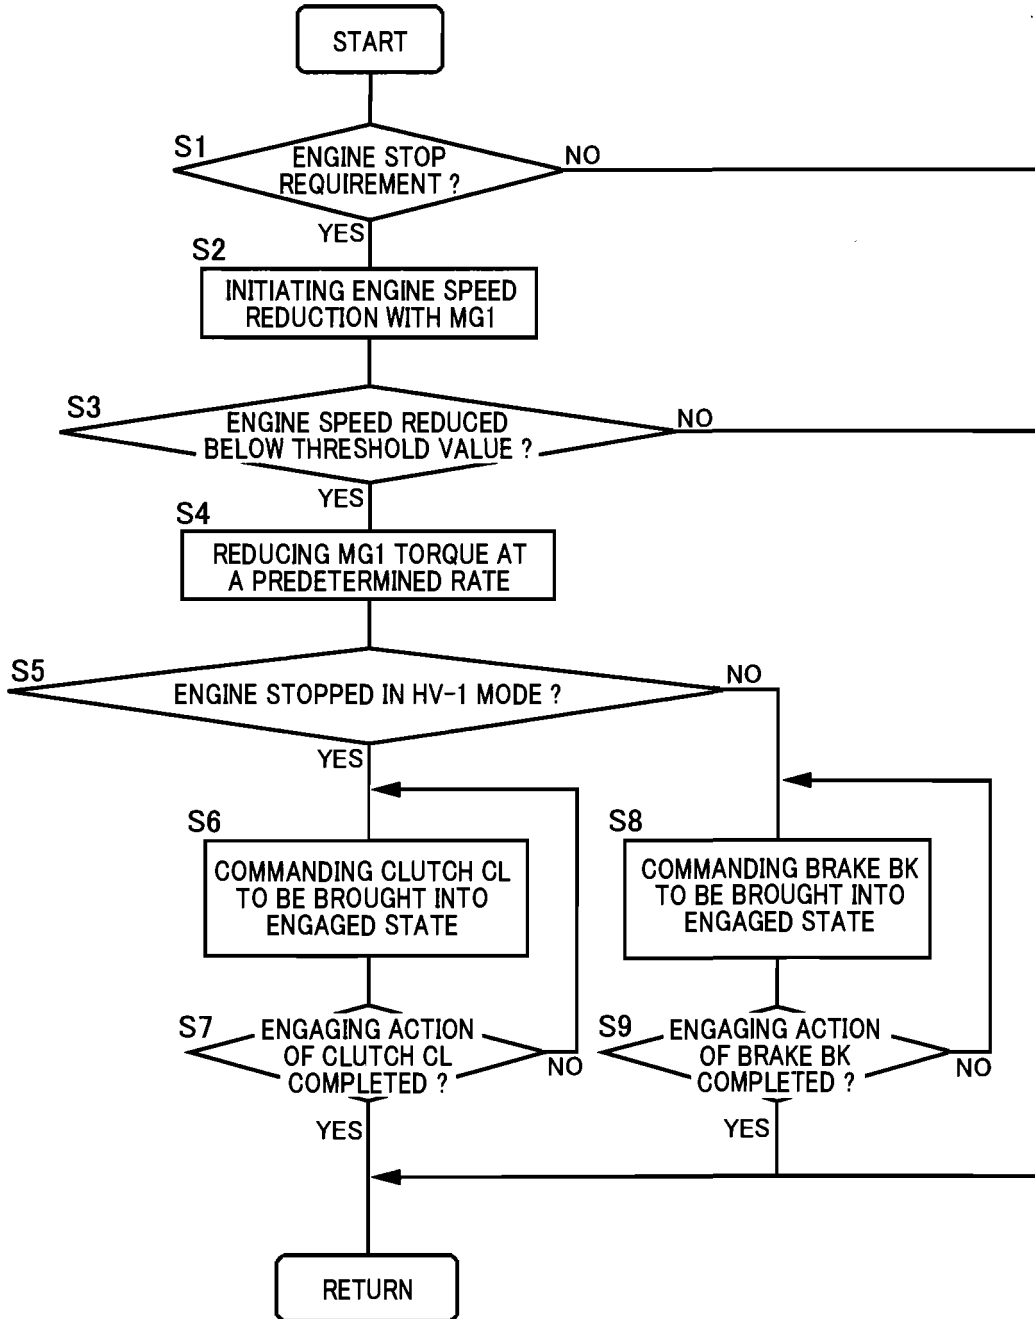 START
S1
ENGINE STOP
REQUIREMENT ?
NO
YES
S2
INITIATING ENGINE SPEED
REDUCTION WITH MG1
S3
ENGINE SPEED REDUCED
BELOW THRESHOLD VALUE ?
NO
YES
S4
REDUCING MG1 TORQUE AT
A PREDETERMINED RATE
S5
ENGINE STOPPED IN HV-1 MODE ?
NO
YES
S6
COMMANDING CLUTCH CL
TO BE BROUGHT INTO
ENGAGED STATE
S8
COMMANDING BRAKE BK
TO BE BROUGHT INTO
ENGAGED STATE
S7
ENGAGING ACTION
OF CLUTCH CL
COMPLETED ?
NO
YES
S9
ENGAGING ACTION
OF BRAKE BK
COMPLETED ?
NO
YES
RETURN